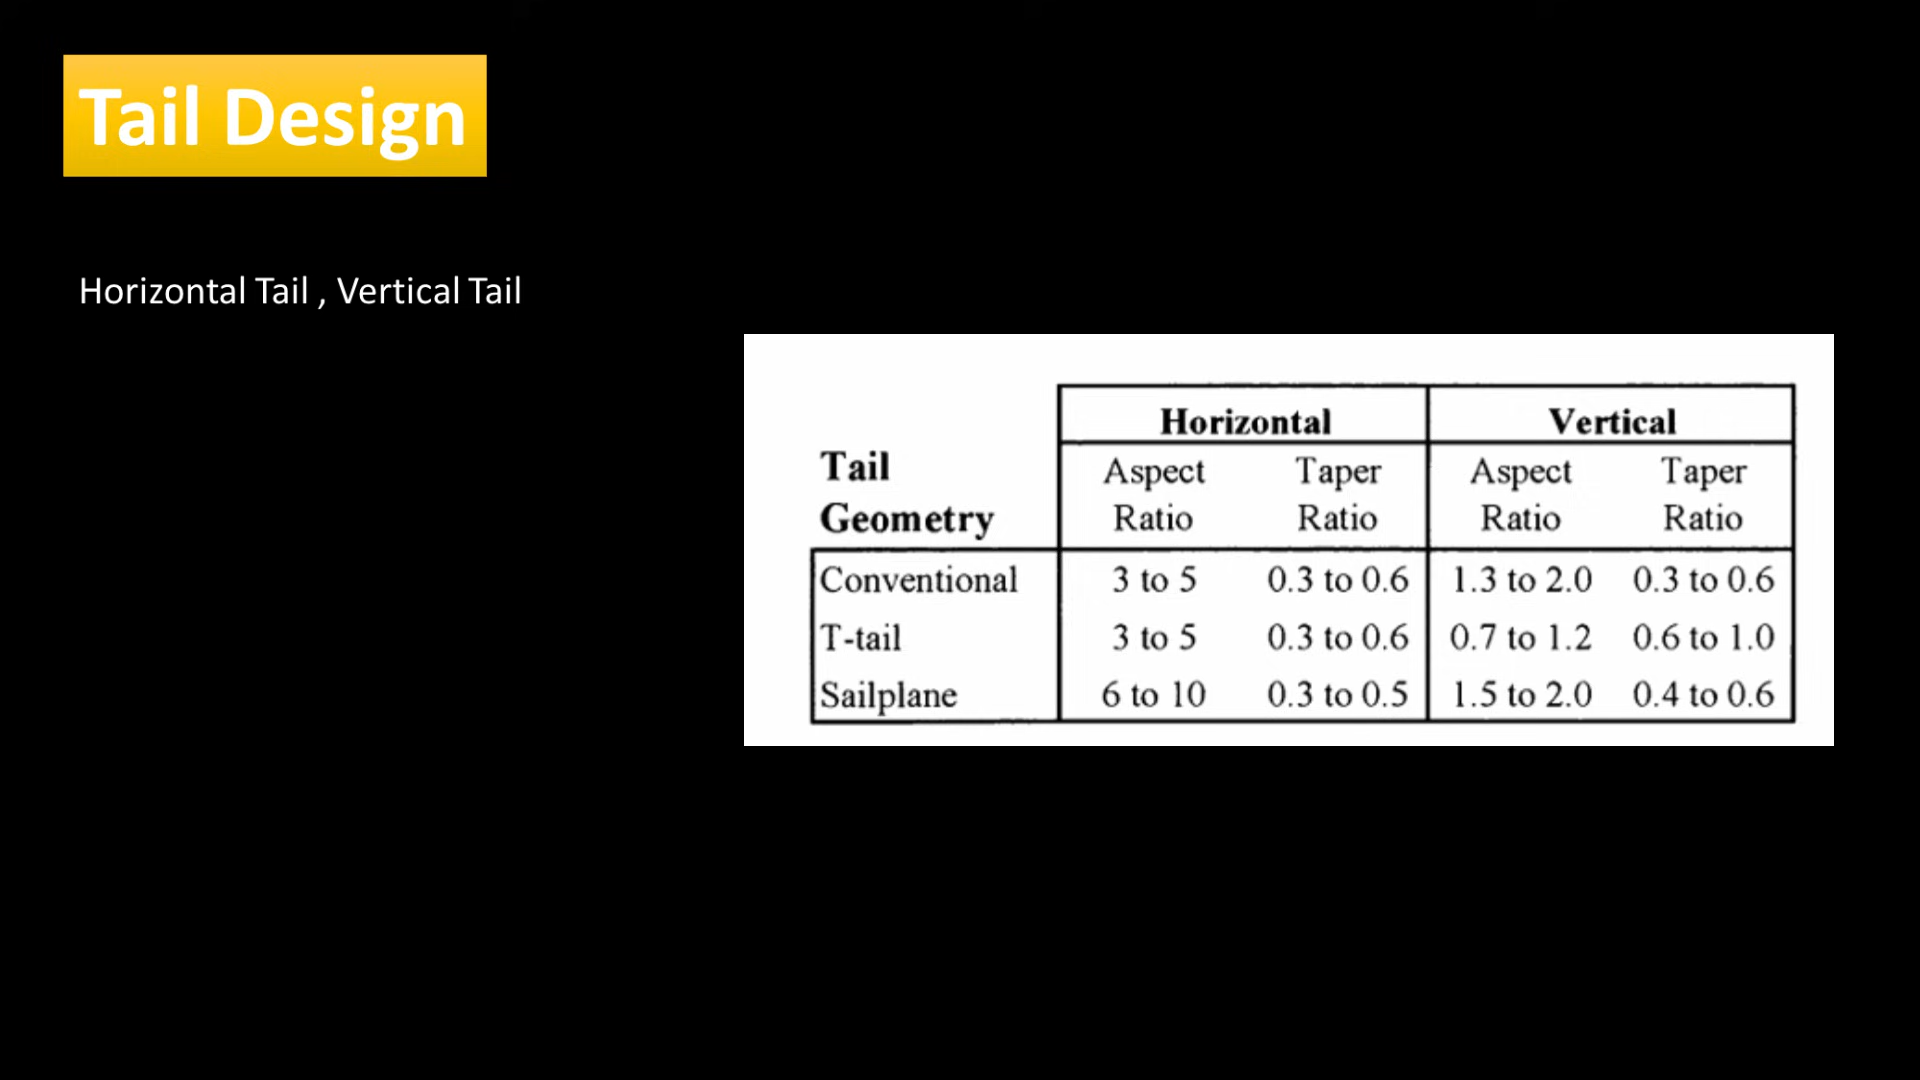 Tail Design
Horizontal Tail , Vertical Tail
Horizontal Vertical
Tail Geometry Aspect Ratio Taper Ratio Aspect Ratio Taper Ratio
Conventional 3 to 5 0.3 to 0.6 1.3 to 2.0 0.3 to 0.6
T-tail 3 to 5 0.3 to 0.6 0.7 to 1.2 0.6 to 1.0
Sailplane 6 to 10 0.3 to 0.5 1.5 to 2.0 0.4 to 0.6